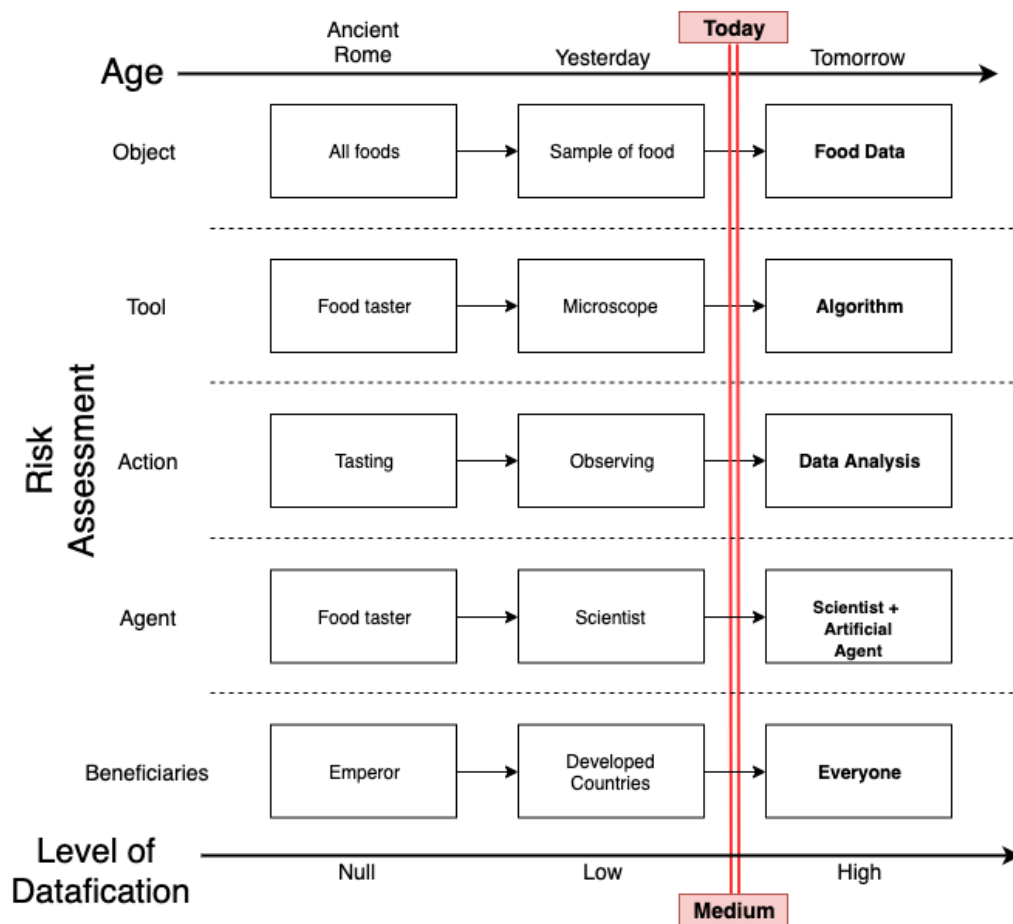 Ancient
Rome
Today
Age
Yesterday
Tomorrow
Object
All foods
Sample of food
Food Data
Tool
Food taster
Microscope
Algorithm
Risk
Assessment
Action
Tasting
Observing
Data Analysis
Agent
Food taster
Scientist
Scientist +
Artificial
Agent
Beneficiaries
Emperor
Developed
Countries
Everyone
Level of
Datafication
Null
Low
High
Medium